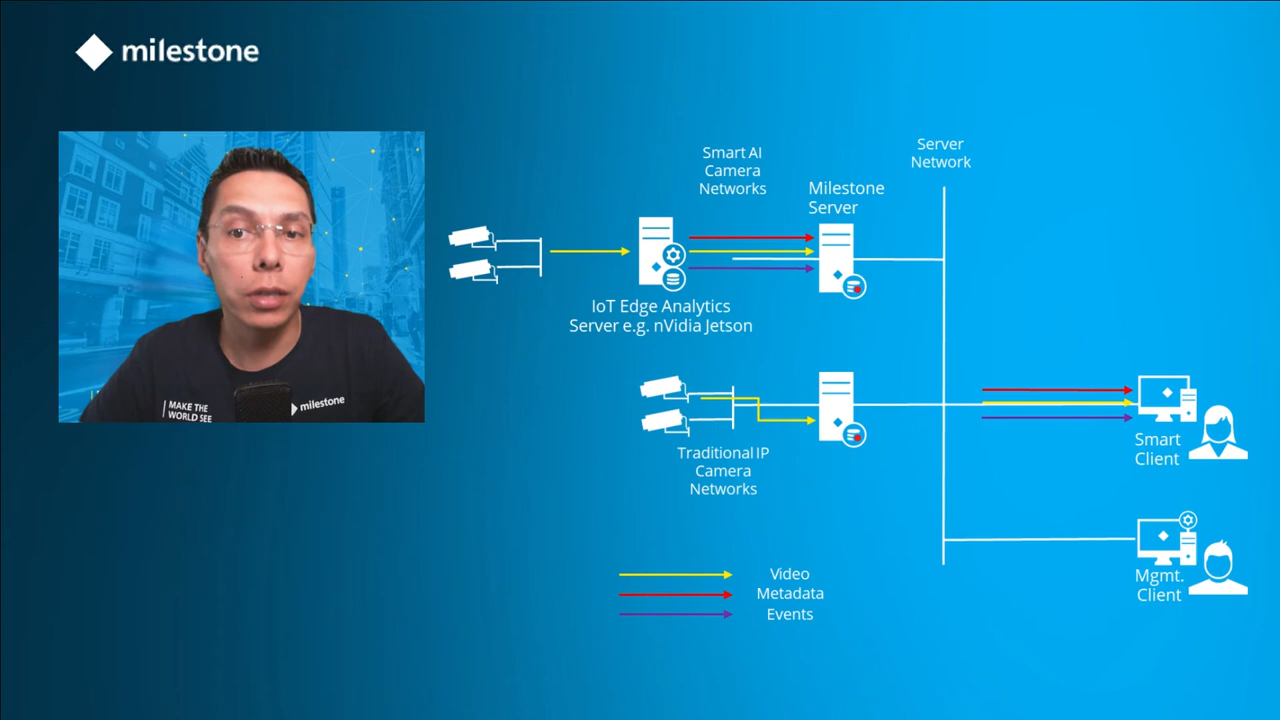 milestone
MAKE THE
WORLD SEE
milestone
Smart AI
Camera
Networks
Milestone
Server
Server
Network
IoT Edge Analytics
Server e.g. nVidia Jetson
Traditional IP
Camera
Networks
Smart
Client
Mgmt.
Client
Video
Metadata
Events